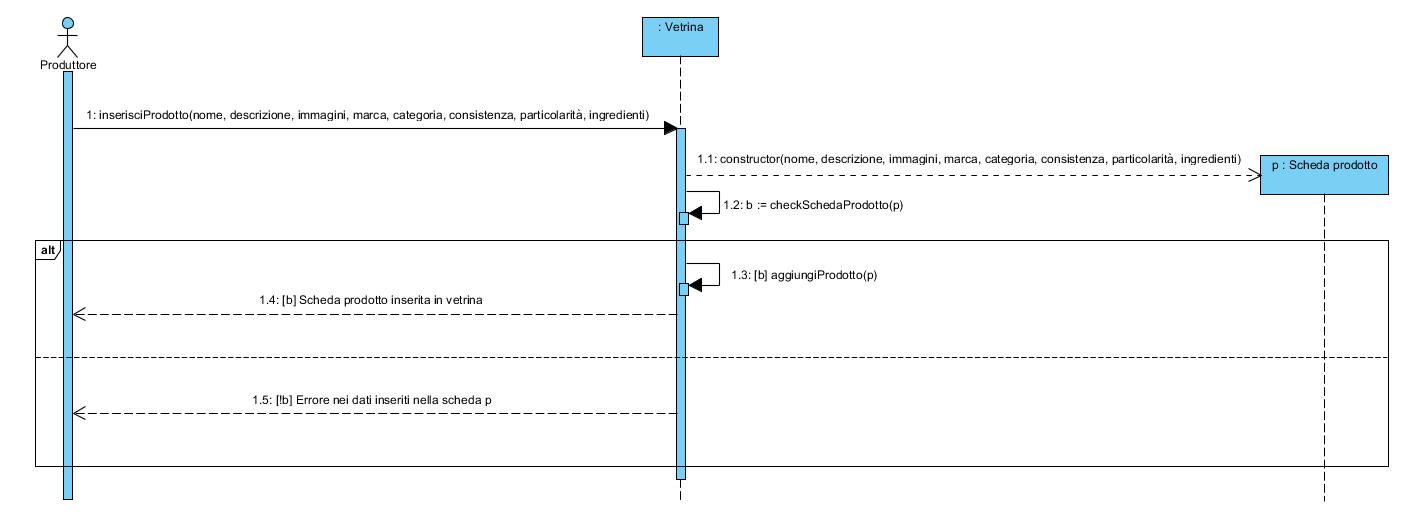 : Vetrina
Produttore
1: inserisciProdotto(nome, descrizione, immagini, marca, categoria, consistenza, particolarità, ingredienti)
1.1: constructor(nome, descrizione, immagini, marca, categoria, consistenza, particolarità, ingredienti)
p : Scheda prodotto
1.2: b := checkSchedaProdotto(p)
alt
1.3: [b] aggiungiProdotto(p)
1.4: [b] Scheda prodotto inserita in vetrina
1.5: [!b] Errore nei dati inseriti nella scheda p